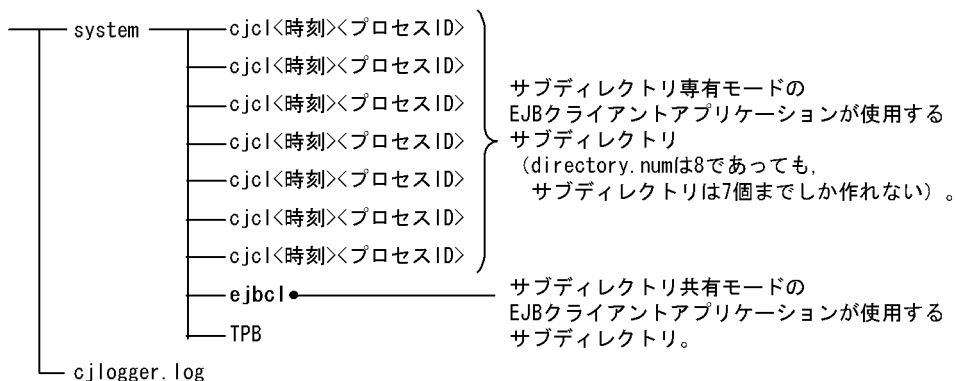 system
cjcl<時刻><プロセスID>
cjcl<時刻><プロセスID>
cjcl<時刻><プロセスID>
cjcl<時刻><プロセスID>
cjcl<時刻><プロセスID>
cjcl<時刻><プロセスID>
cjcl<時刻><プロセスID>
サブディレクトリ専有モードの
EJBクライアントアプリケーションが使用する
サブディレクトリ
(directory.numは8であっても,
サブディレクトリは7個までしか作れない)。
ejbcl
サブディレクトリ共有モードの
EJBクライアントアプリケーションが使用する
サブディレクトリ。
TPB
cjlogger.log